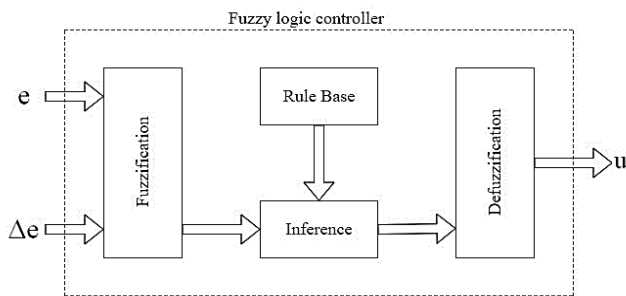 Fuzzy logic controller
e
Δe
Fuzzification
Rule Base
Inference
Defuzzification
u